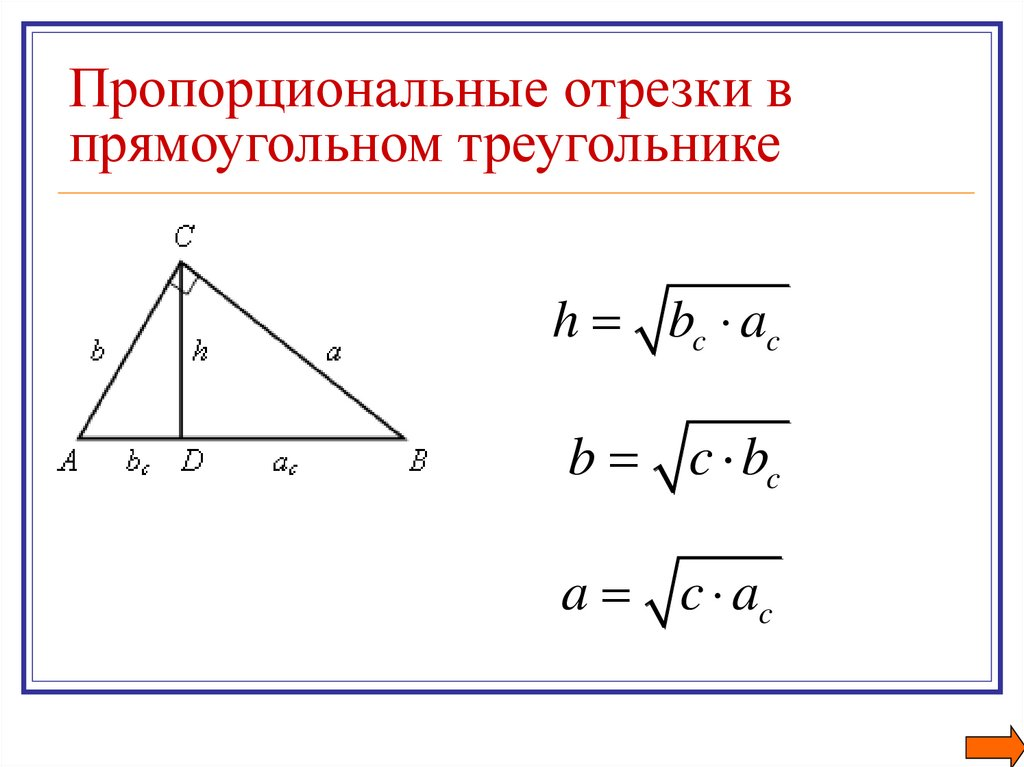 Пропорциональные отрезки в
прямоугольном треугольнике
C
b h a
A b_c D a_c B
h = √(b_c · a_c)
b = √(c · b_c)
a = √(c · a_c)